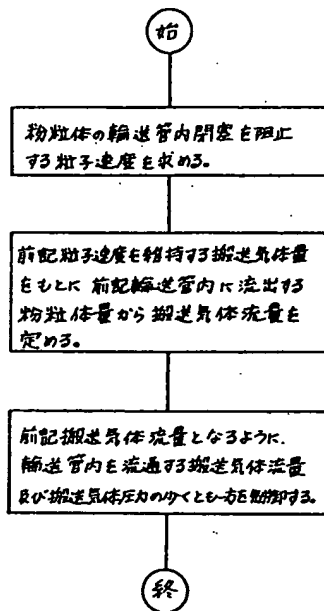 始
粉粒体の輸送管内閉塞を阻止
する粒子速度を求める。
前記粒子速度を維持する搬送気体量
をもとに前記輸送管内に流出する
粉粒体量から搬送気体流量を
定める。
前記搬送気体流量となるように、
輸送管内を流通する搬送気体流量
及び搬送気体圧力の少くとも一方を制御する。
終